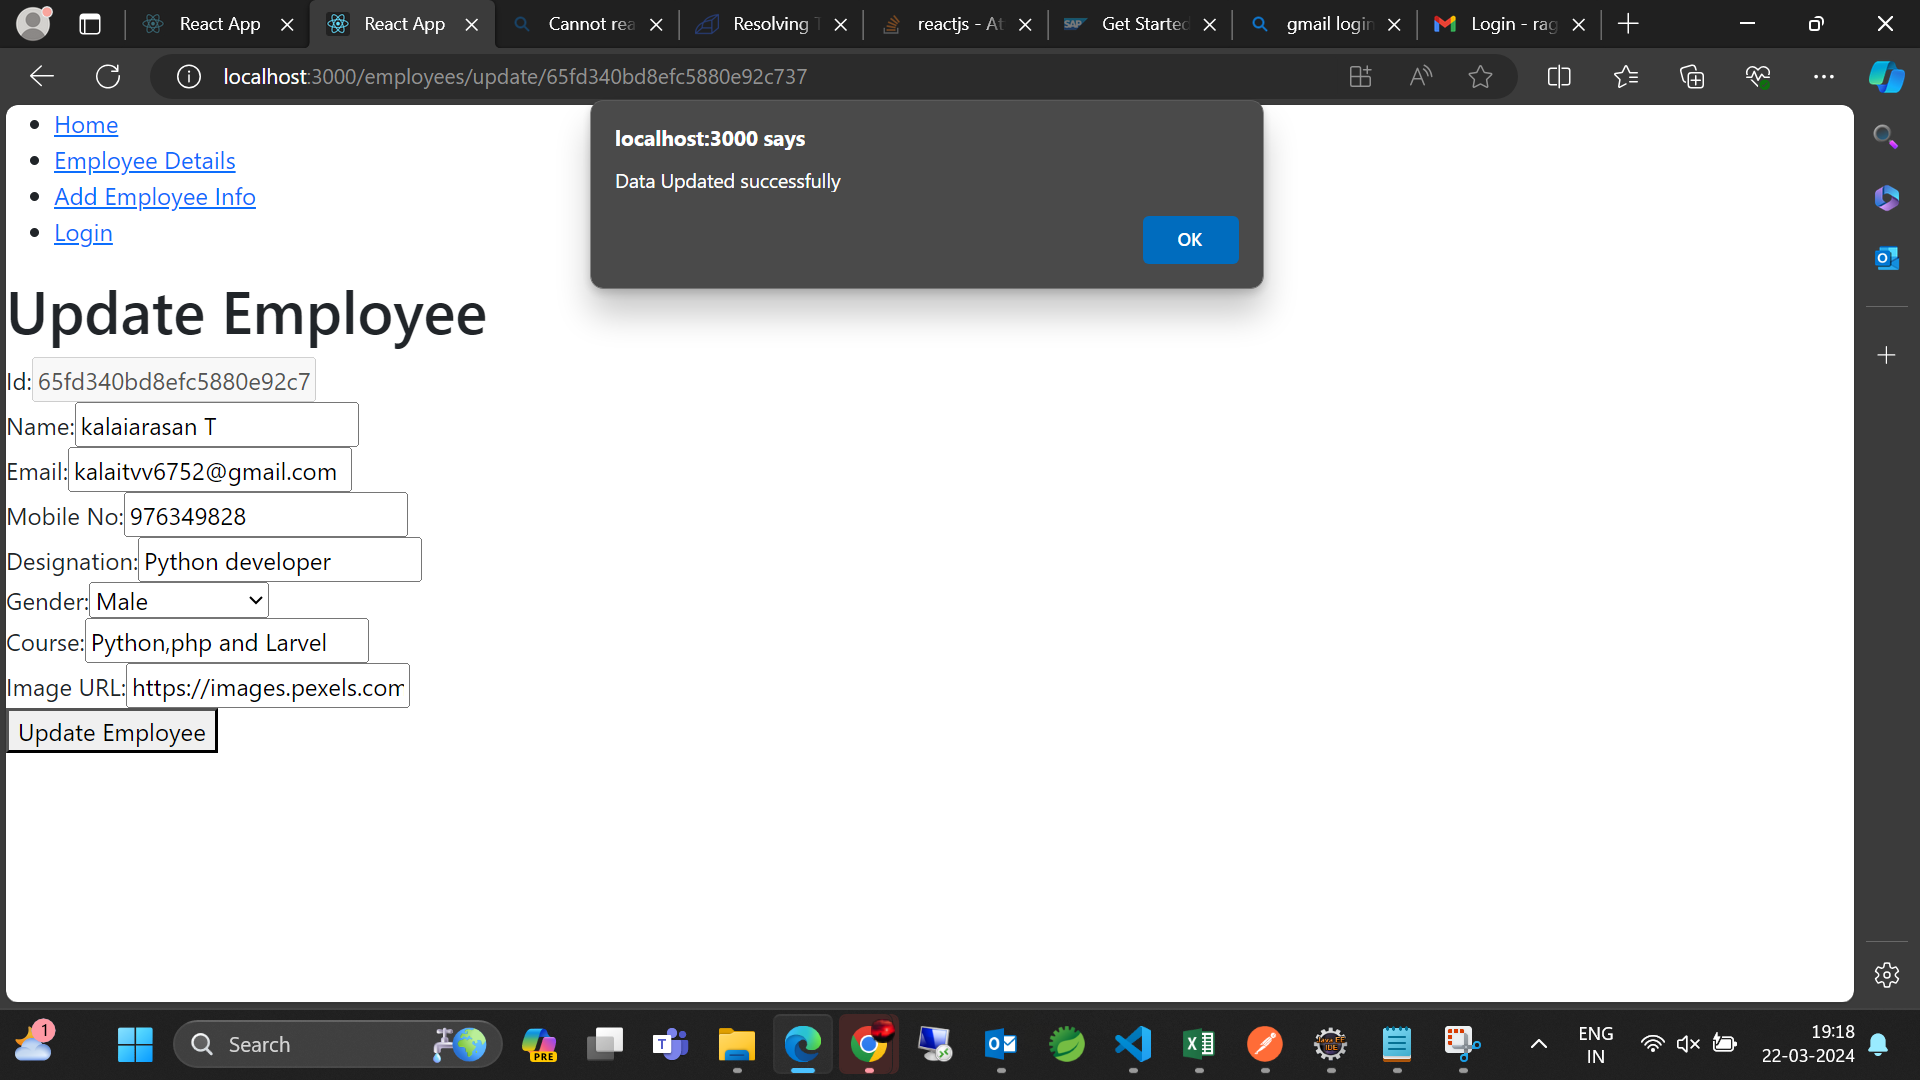 React App
React App
Cannot rea
Resolving
reactjs - At
Get Started
gmail login
Login - rag
localhost:3000/employees/update/65fd340bd8efc5880e92c737
localhost:3000 says
Data Updated successfully
OK
Home
Employee Details
Add Employee Info
Login
Update Employee
Id: 65fd340bd8efc5880e92c7
Name: kalaiarasan T
Email: kalaitvv6752@gmail.com
Mobile No: 976349828
Designation: Python developer
Gender: Male
Course: Python,php and Larvel
Image URL: https://images.pexels.com
Update Employee
1
Search
PRE
ENG
IN
19:18
22-03-2024